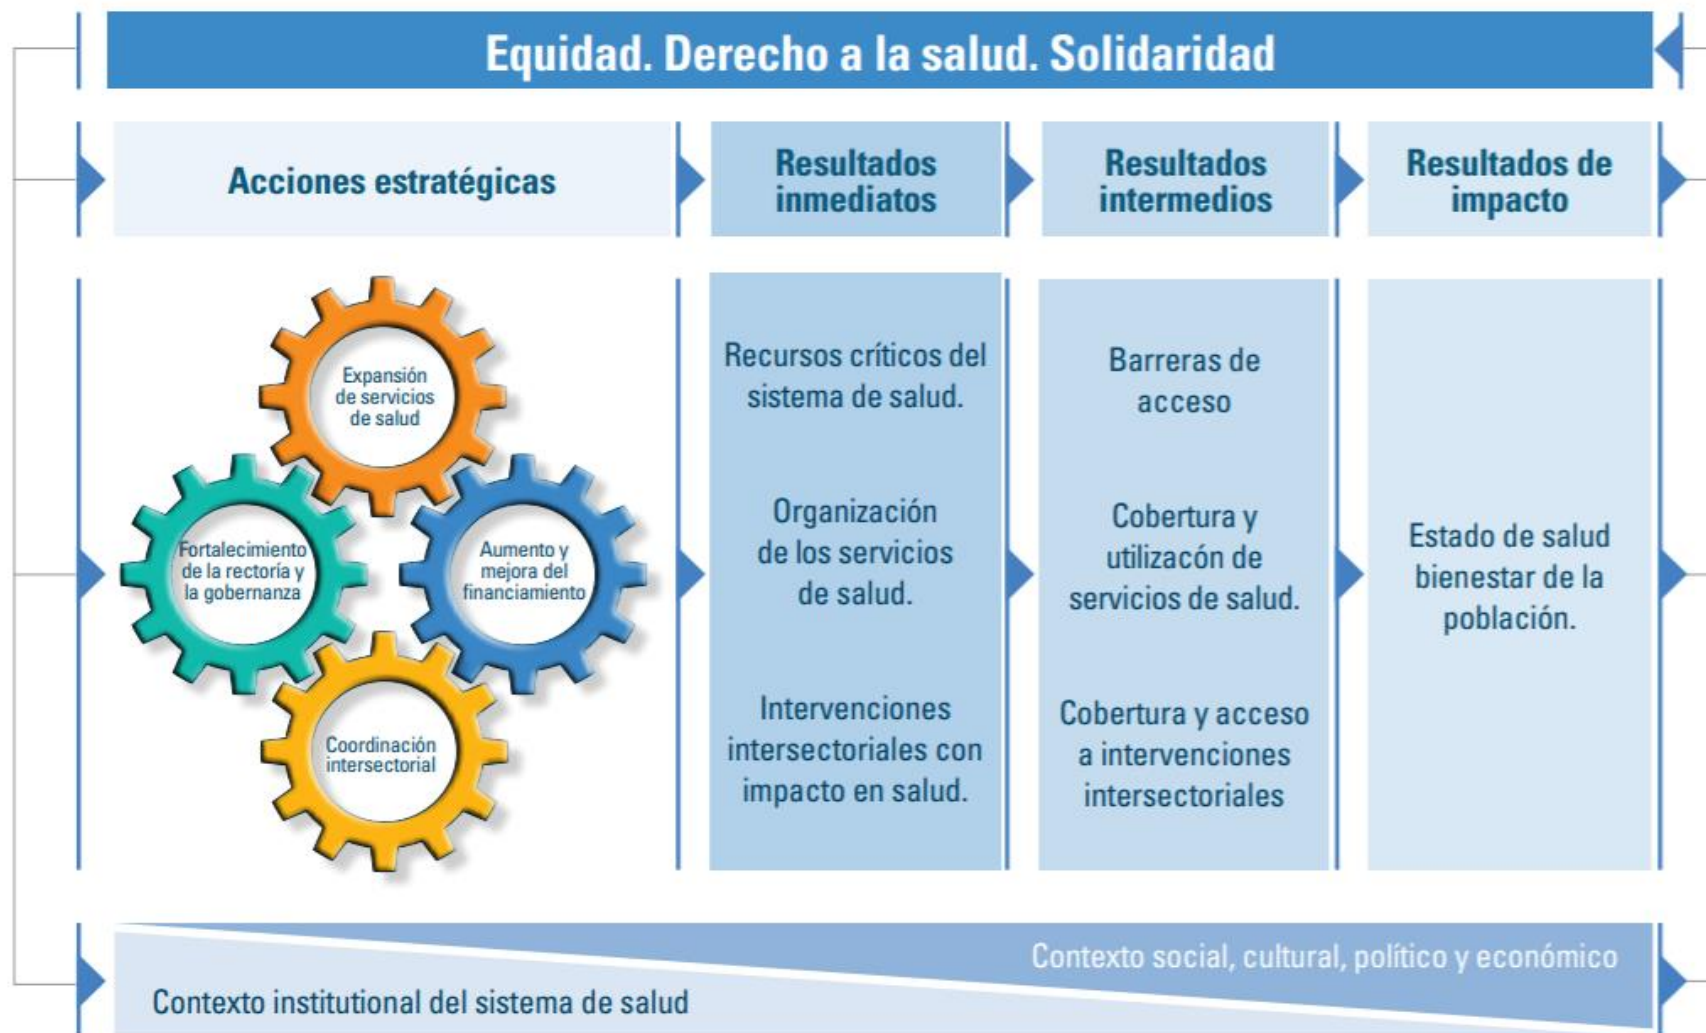 Equidad. Derecho a la salud. Solidaridad
Acciones estratégicas
Resultados
inmediatos
Resultados
intermedios
Resultados de
impacto
Expansión
de servicios
de salud
Fortalecimiento
de la rectoría y
la gobernanza
Aumento y
mejora del
financiamiento
Coordinación
intersectorial
Recursos críticos del
sistema de salud.
Organización
de los servicios
de salud.
Intervenciones
intersectoriales con
impacto en salud.
Barreras de
acceso
Cobertura y
utilizacón de
servicios de salud.
Cobertura y acceso
a intervenciones
intersectoriales
Estado de salud
bienestar de la
población.
Contexto social, cultural, político y económico
Contexto institutional del sistema de salud